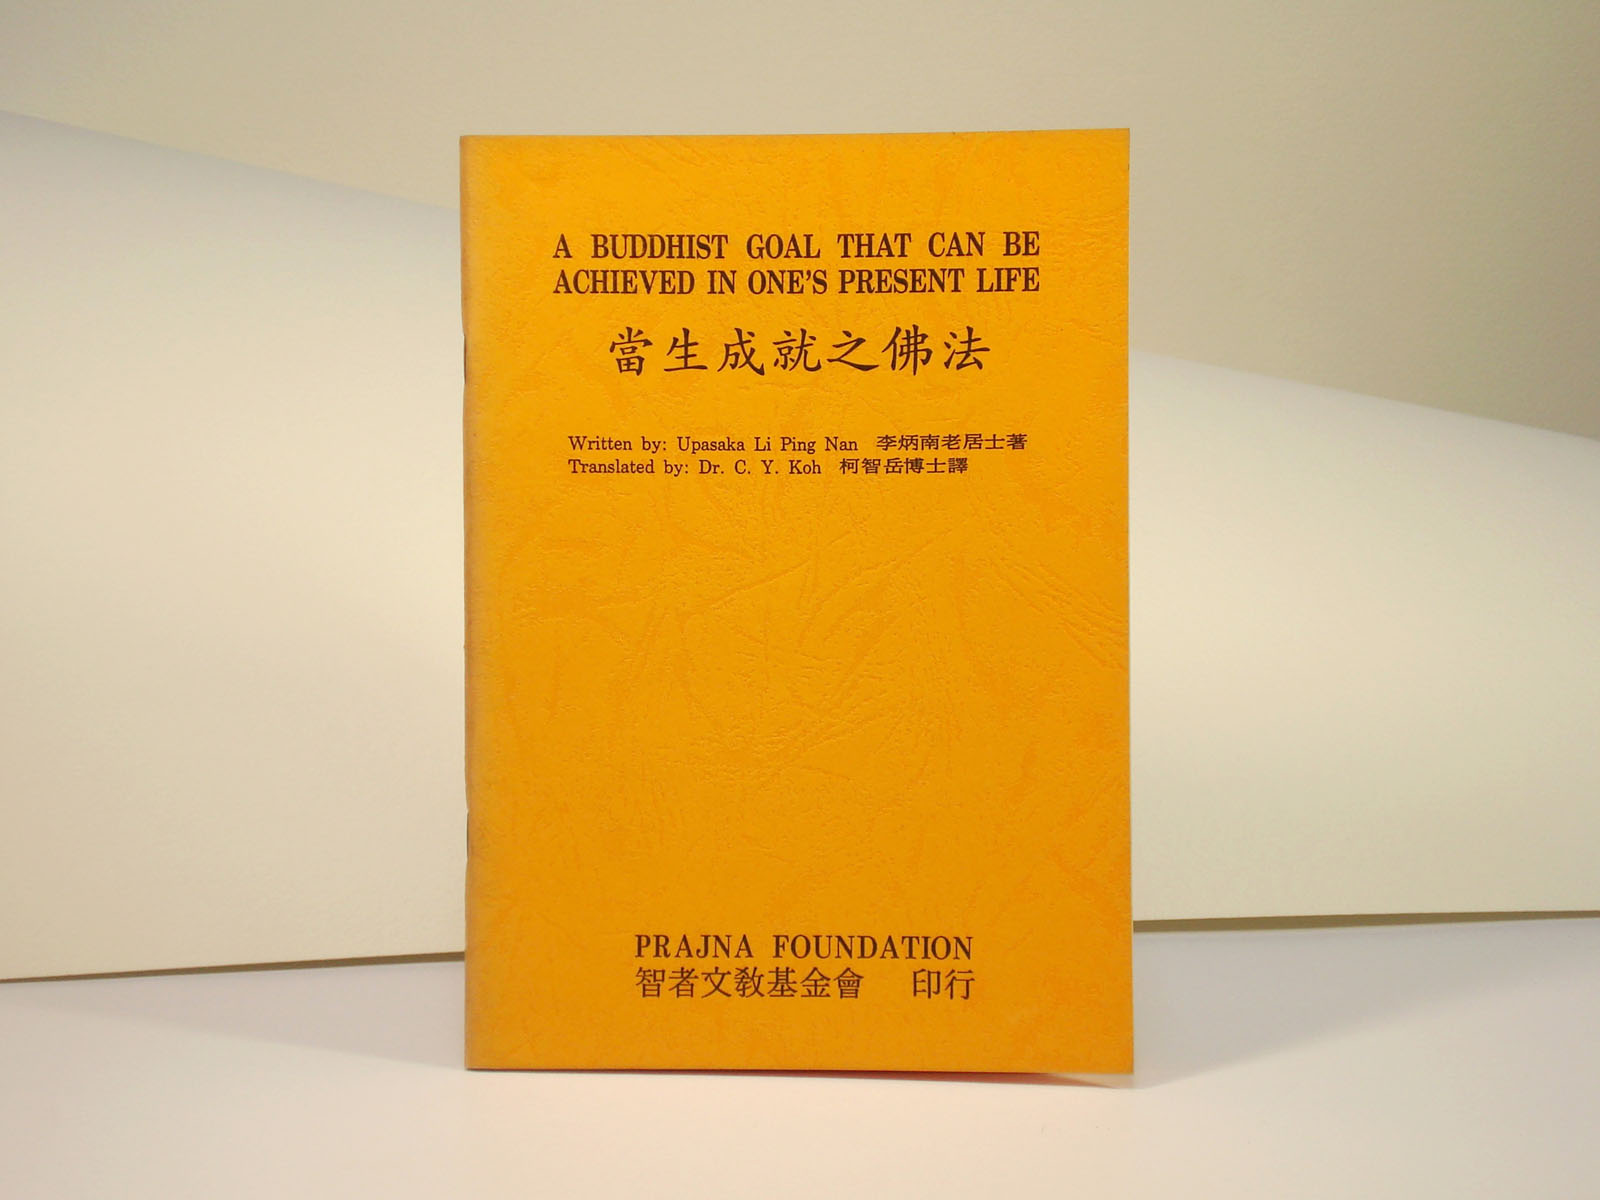 A BUDDHIST GOAL THAT CAN BE
ACHIEVED IN ONE'S PRESENT LIFE
當生成就之佛法
Written by: Upasaka Li Ping Nan 李炳南老居士著
Translated by: Dr. C. Y. Koh 柯智岳博士譯
PRAJNA FOUNDATION
智者文教基金會 印行